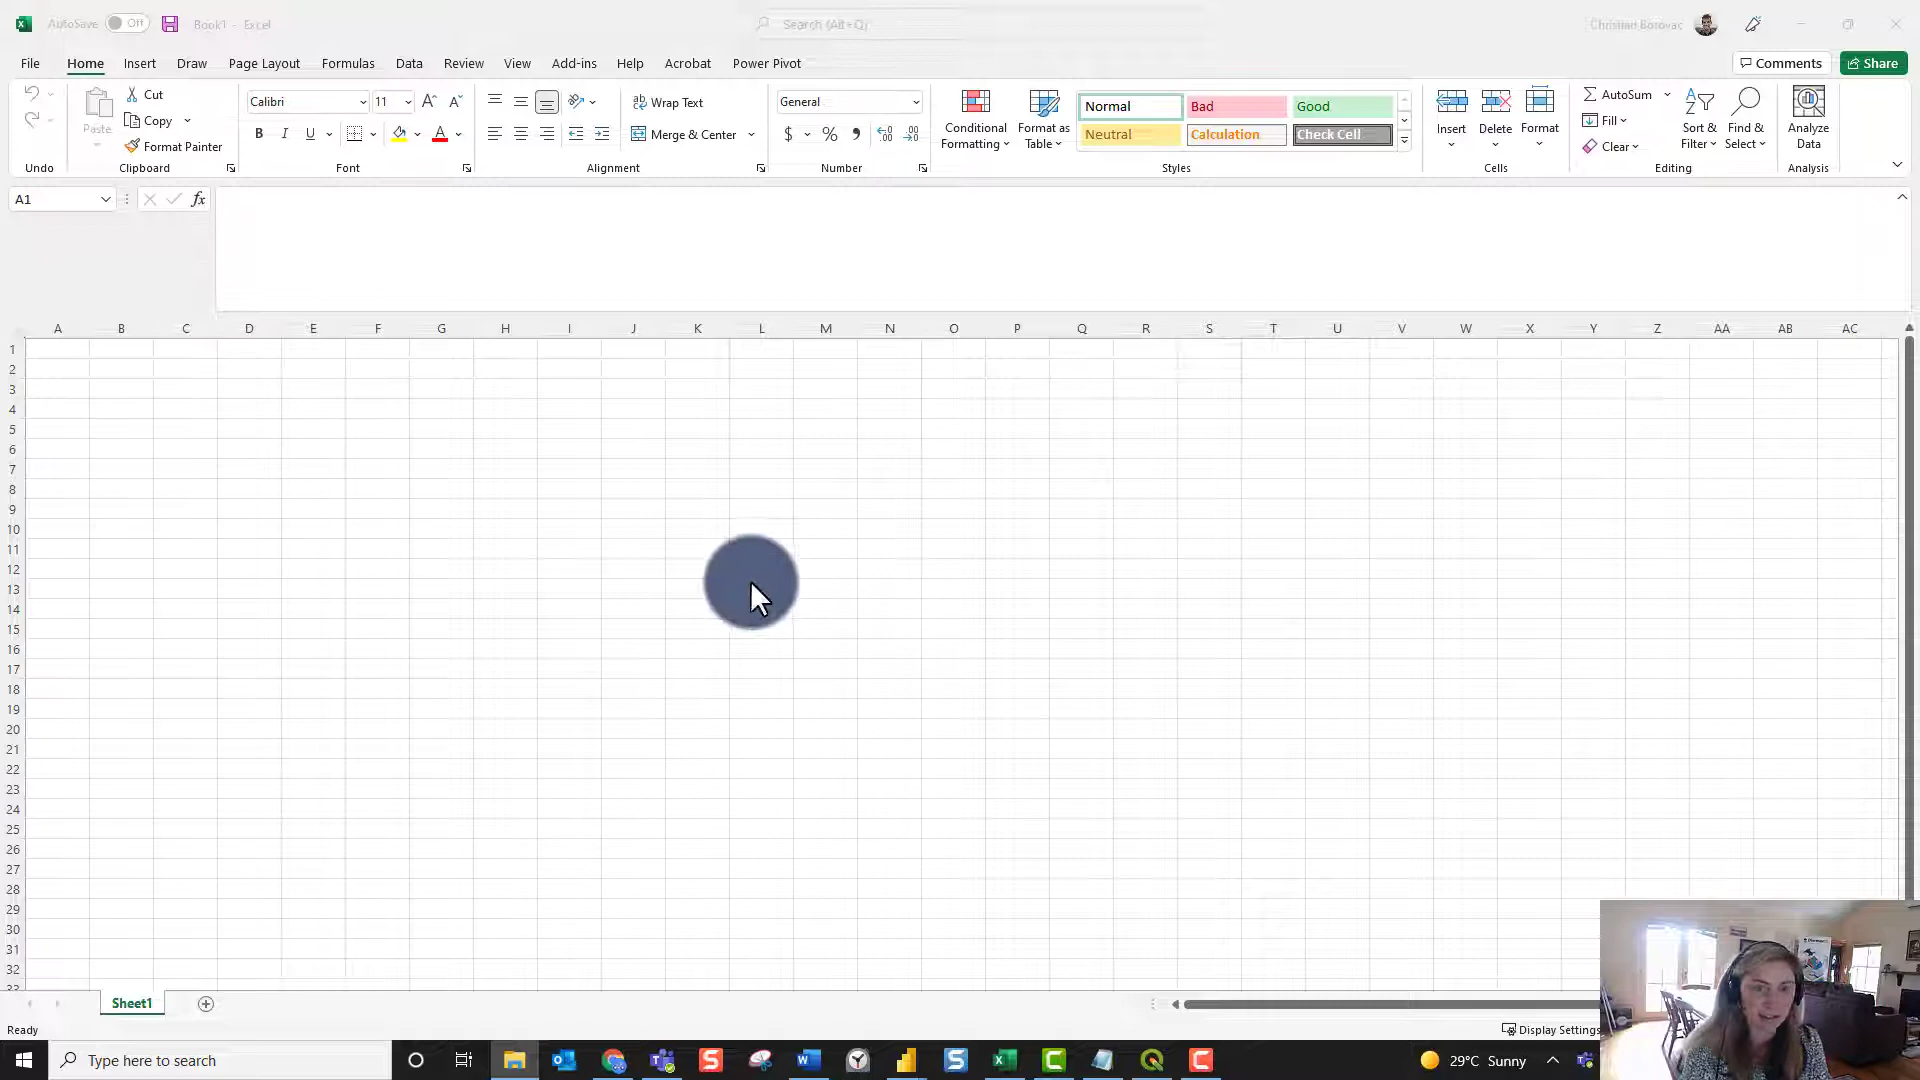 AutoSave Off Book1 - Excel Search (Alt+Q) Christian Borovac
File Home Insert Draw Page Layout Formulas Data Review View Add-ins Help Acrobat Power Pivot Comments Share
Cut
Copy
Format Painter
Paste
Calibri 11
B I U
Wrap Text
Merge & Center
General
$ % ,
Conditional
Formatting
Format as
Table
Normal Bad Good
Neutral Calculation Check Cell
Insert Delete Format
AutoSum
Fill
Clear
Sort &
Filter
Find &
Select
Analyze
Data
Undo Clipboard Font Alignment Number Styles Cells Editing Analysis
A1 fx
A B C D E F G H I J K L M N O P Q R S T U V W X Y Z AA AB AC
1
2
3
4
5
6
7
8
9
10
11
12
13
14
15
16
17
18
19
20
21
22
23
24
25
26
27
28
29
30
31
32
33
Sheet1
Ready Display Settings
Type here to search 29°C Sunny